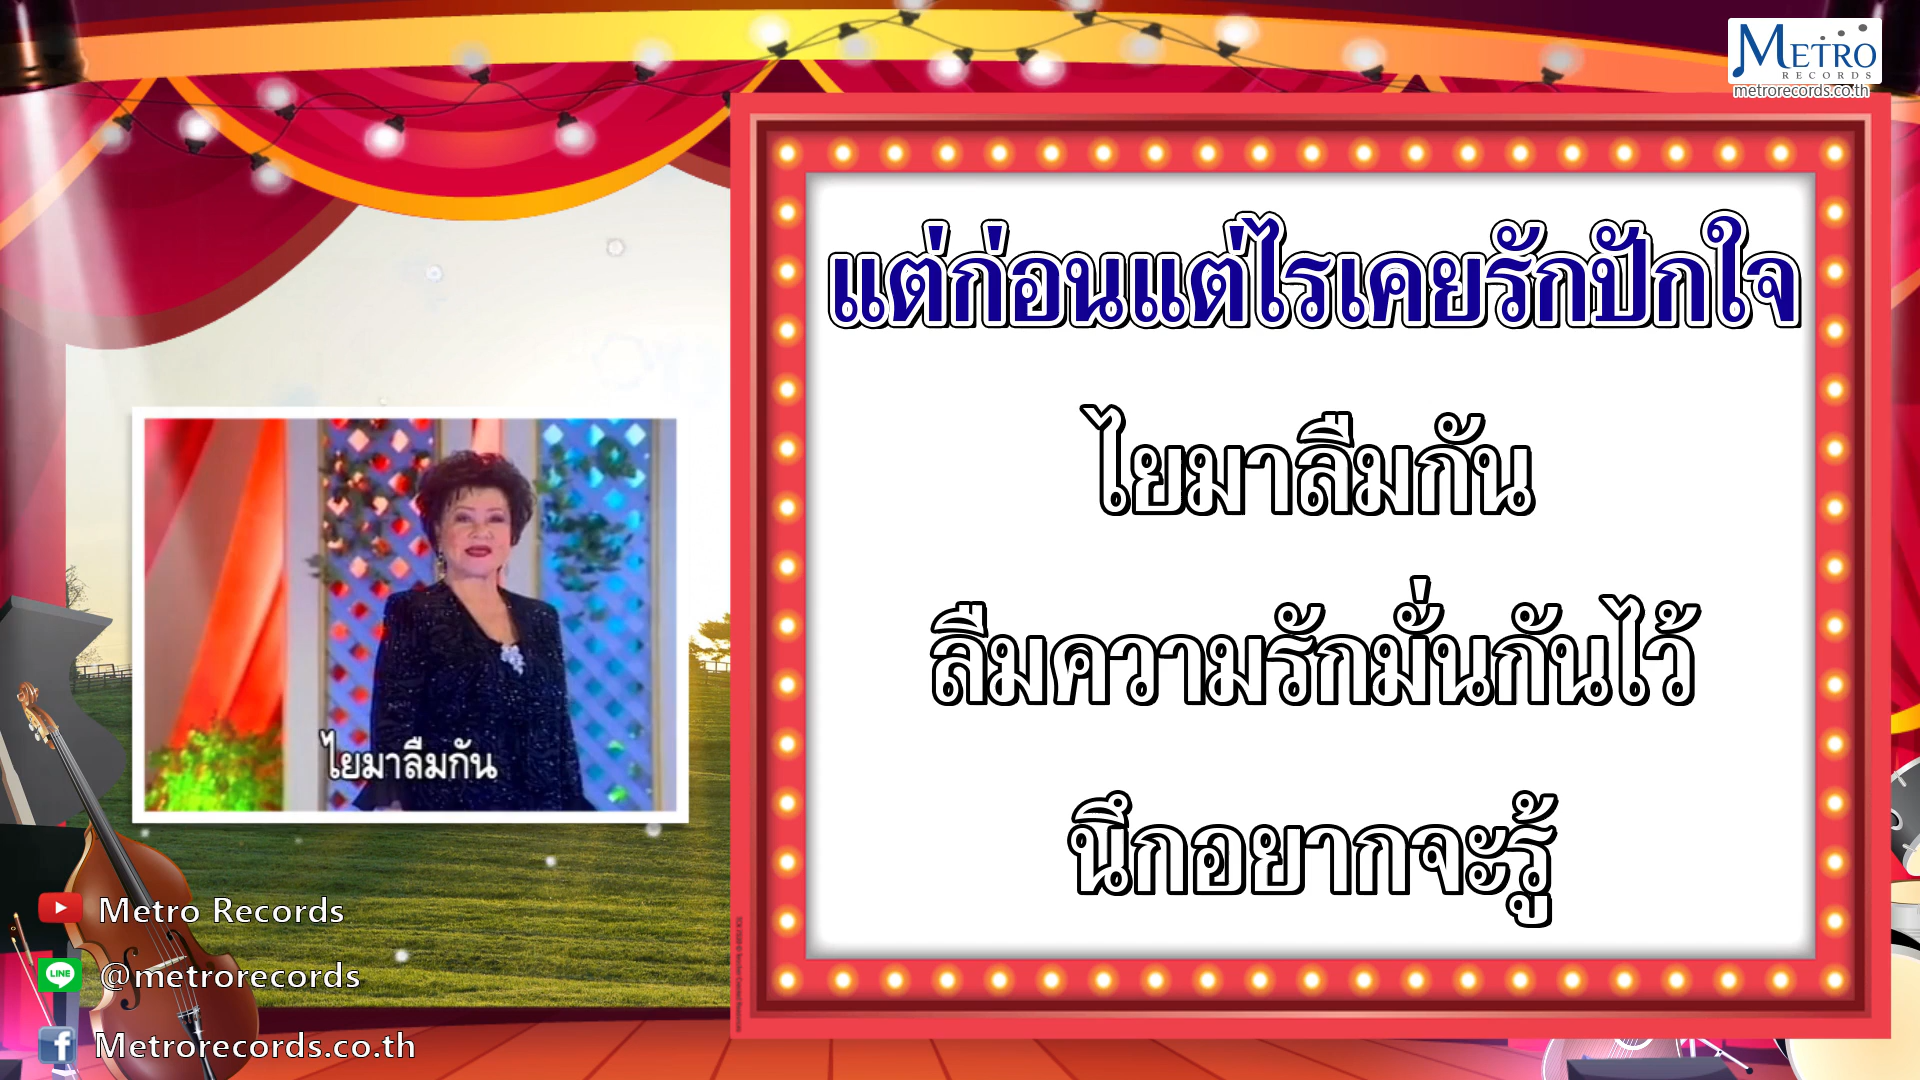 METRO
RECORDS
metrorecords.co.th
แต่ก่อนแต่ไรเคยรักปักใจ
ไยมาลืมกัน
ลืมความรักมั่นกันไว้
นึกอยากจะรู้
ไยมาลืมกัน
Metro Records
LINE
@metrorecords
f
Metrorecords.co.th